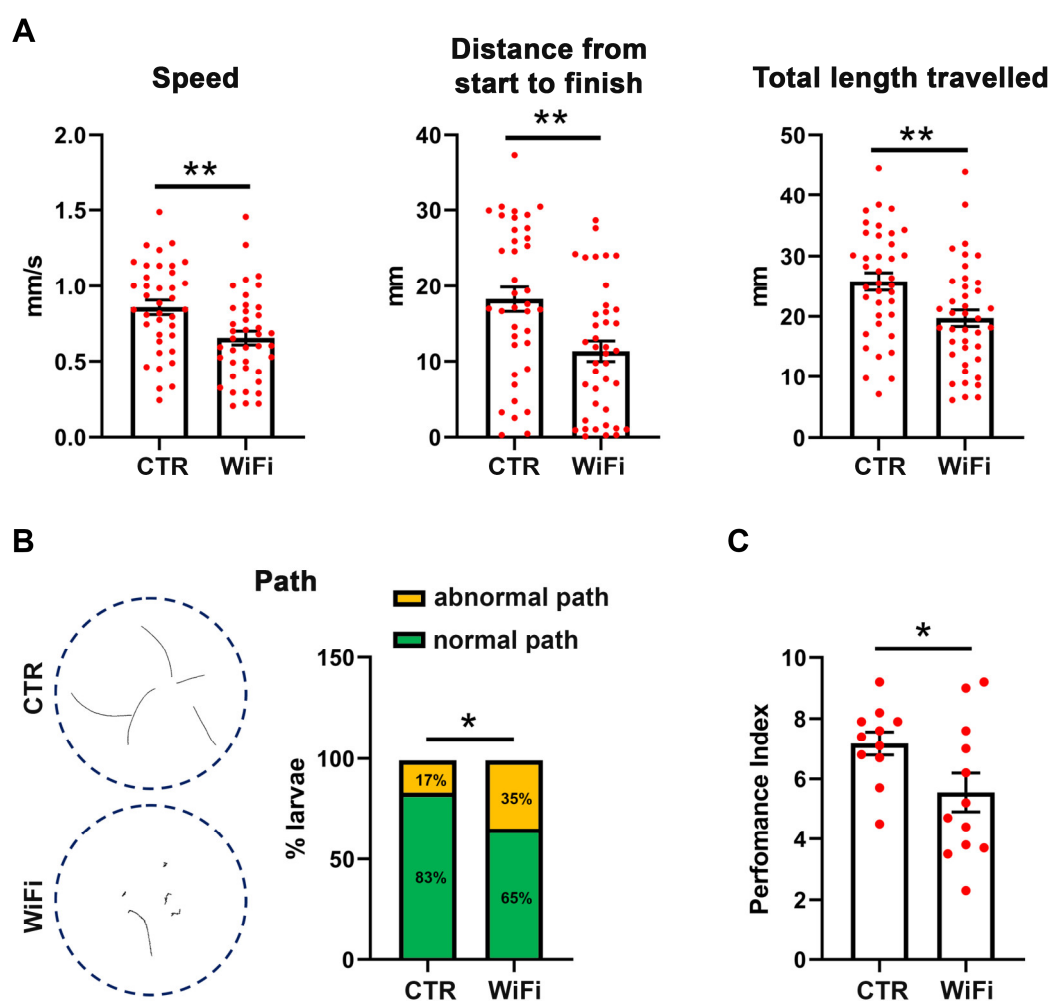 A
Speed
Distance from
start to finish
Total length travelled
**
**
**
2.0
1.5
1.0
0.5
0.0
mm/s
CTR WiFi
40
30
20
10
0
mm
CTR WiFi
50
40
30
20
10
0
mm
CTR WiFi
B
Path
CTR
WiFi
abnormal path
normal path
150
100
50
0
% larvae
*
17%
83%
35%
65%
CTR WiFi
C
*
10
8
6
4
2
0
Perfomance Index
CTR WiFi